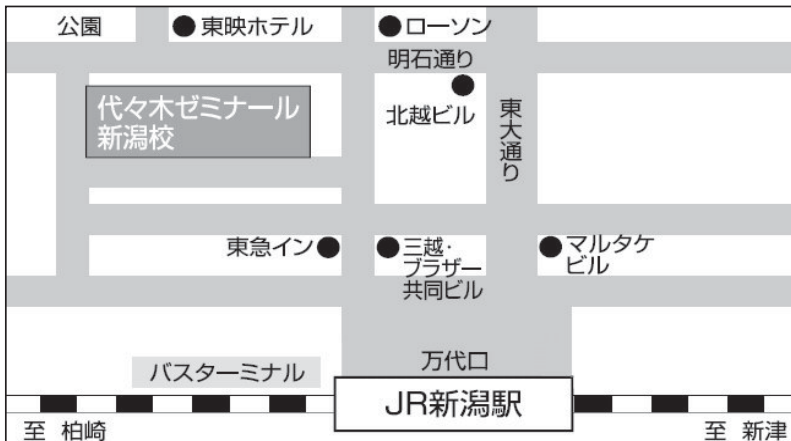 公園
東映ホテル
ローソン
明石通り
代々木ゼミナール
新潟校
北越ビル
東大通り
東急イン
三越・
ブラザー
共同ビル
マルタケ
ビル
万代口
バスターミナル
JR新潟駅
至 柏崎
至 新津